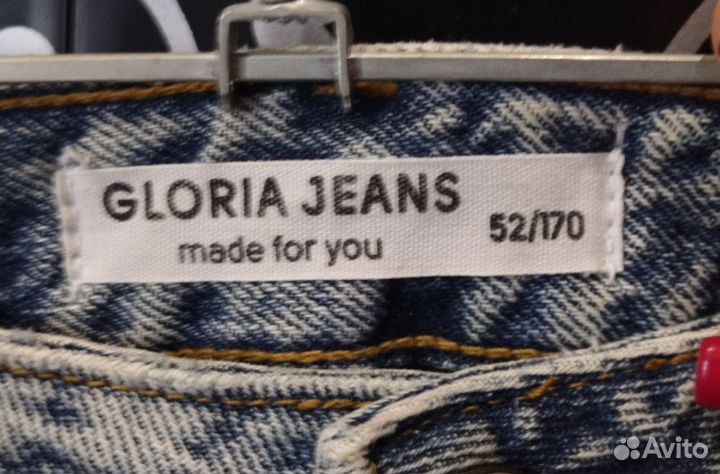 GLORIA JEANS
made for you
52/170
Avito